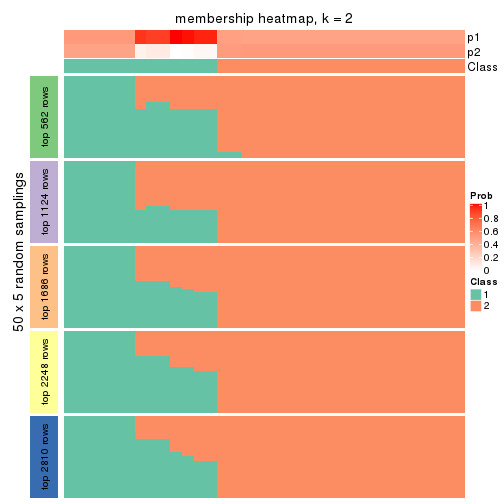 membership heatmap, k = 2
p1
p2
Class
50 x 5 random samplings
top 562 rows
top 1124 rows
top 1686 rows
top 2248 rows
top 2810 rows
Prob
1
0.8
0.6
0.4
0.2
0
Class
1
2